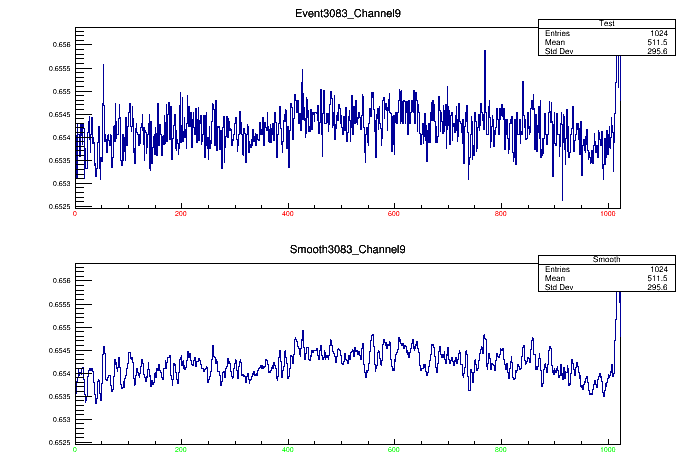 Event3083_Channel9
Test
Entries 1024
Mean 511.5
Std Dev 295.6
0.656
0.6555
0.655
0.6545
0.654
0.6535
0.653
0.6525
0 200 400 600 800 1000
Smooth3083_Channel9
Smooth
Entries 1024
Mean 511.5
Std Dev 295.6
0.656
0.6555
0.655
0.6545
0.654
0.6535
0.653
0.6525
0 200 400 600 800 1000